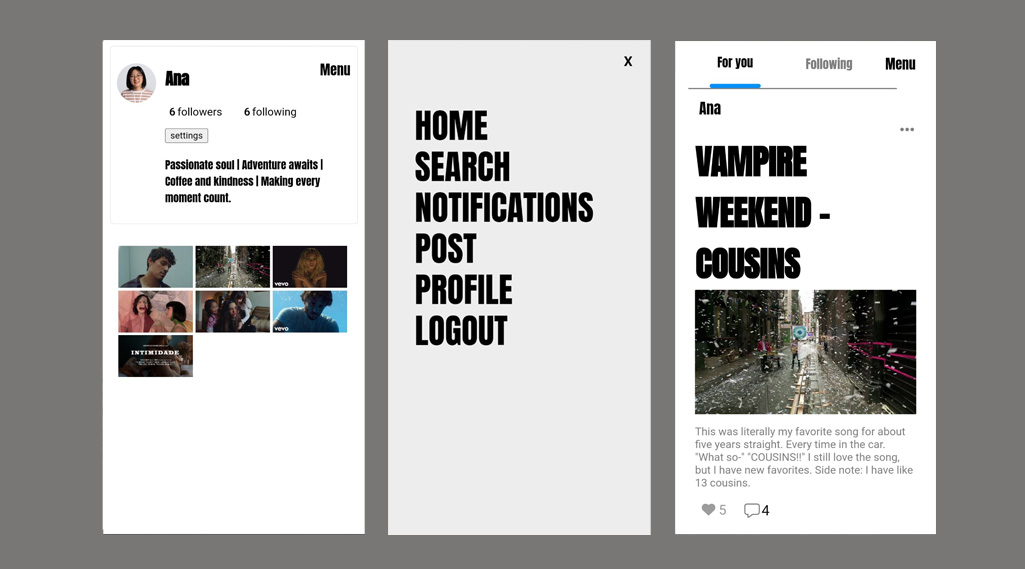 Ana
Menu
6 followers 6 following
settings
Passionate soul | Adventure awaits |
Coffee and kindness | Making every
moment count.
vevo
vevo
INTIMIDADE
X
HOME
SEARCH
NOTIFICATIONS
POST
PROFILE
LOGOUT
For you Following Menu
Ana
VAMPIRE
WEEKEND -
COUSINS
This was literally my favorite song for about
five years straight. Every time in the car.
"What so-" "COUSINS!!" I still love the song,
but I have new favorites. Side note: I have like
13 cousins.
5 4